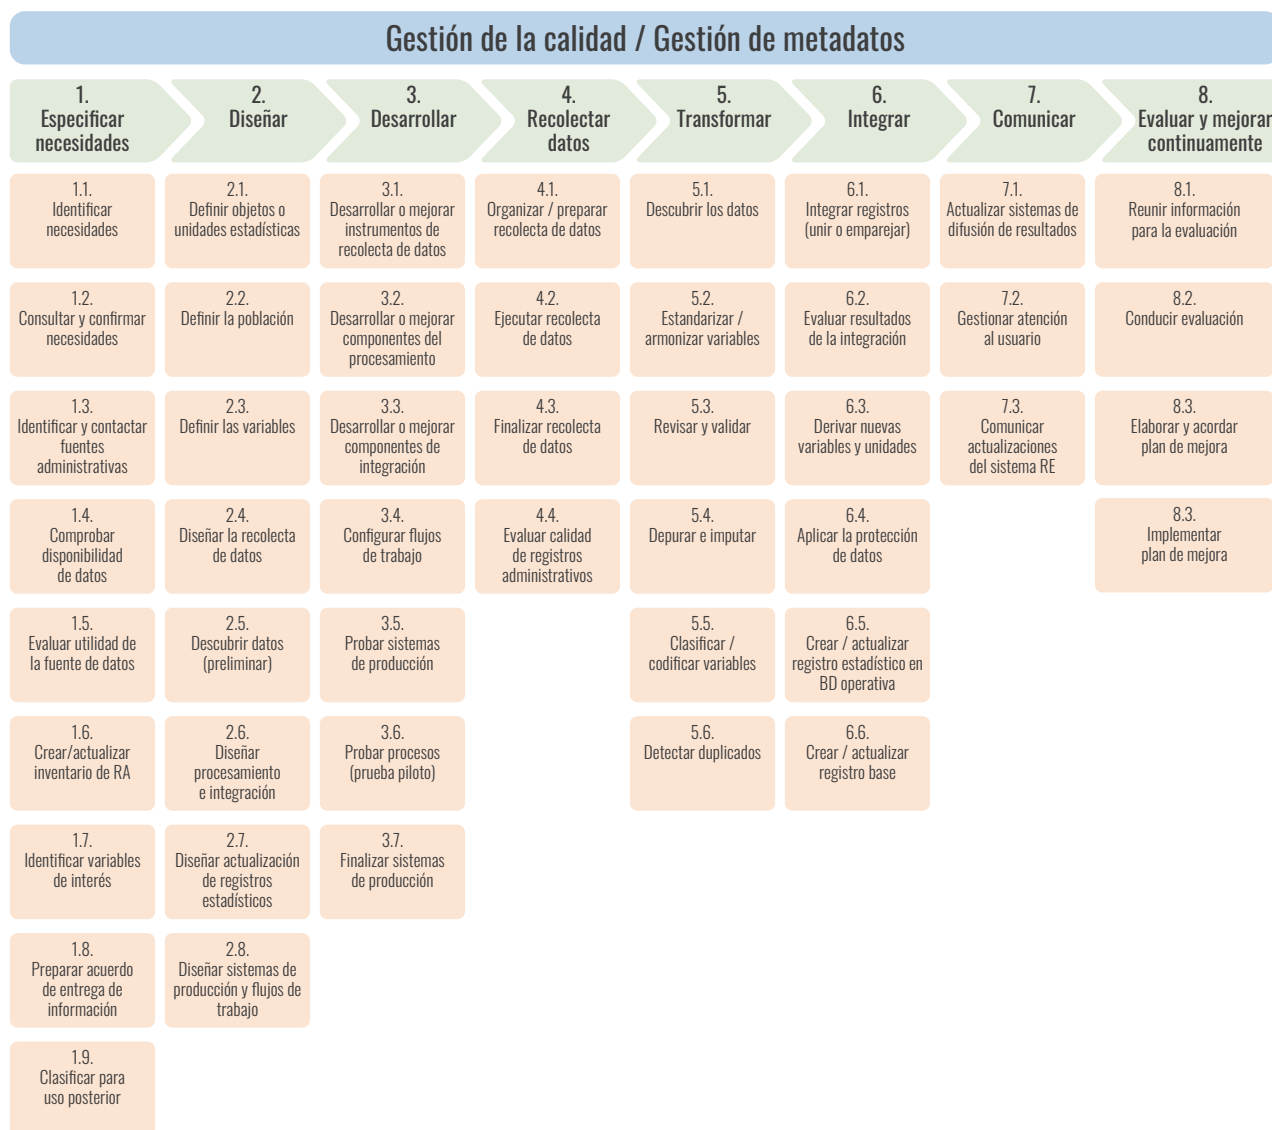 Gestión de la calidad / Gestión de metadatos
1.
Especificar
necesidades
2.
Diseñar
3.
Desarrollar
4.
Recolectar
datos
5.
Transformar
6.
Integrar
7.
Comunicar
8.
Evaluar y mejorar
continuamente
1.1.
Identificar
necesidades
2.1.
Definir objetos o
unidades estadísticas
3.1.
Desarrollar o mejorar
instrumentos de
recolecta de datos
4.1.
Organizar / preparar
recolecta de datos
5.1.
Descubrir los datos
6.1.
Integrar registros
(unir o emparejar)
7.1.
Actualizar sistemas de
difusión de resultados
8.1.
Reunir información
para la evaluación
1.2.
Consultar y confirmar
necesidades
2.2.
Definir la población
3.2.
Desarrollar o mejorar
componentes del
procesamiento
4.2.
Ejecutar recolecta
de datos
5.2.
Estandarizar /
armonizar variables
6.2.
Evaluar resultados
de la integración
7.2.
Gestionar atención
al usuario
8.2.
Conducir evaluación
1.3.
Identificar y contactar
fuentes
administrativas
2.3.
Definir las variables
3.3.
Desarrollar o mejorar
componentes de
integración
4.3.
Finalizar recolecta
de datos
5.3.
Revisar y validar
6.3.
Derivar nuevas
variables y unidades
7.3.
Comunicar
actualizaciones
del sistema RE
8.3.
Elaborar y acordar
plan de mejora
1.4.
Comprobar
disponibilidad
de datos
2.4.
Diseñar la recolecta
de datos
3.4.
Configurar flujos
de trabajo
4.4.
Evaluar calidad
de registros
administrativos
5.4.
Depurar e imputar
6.4.
Aplicar la protección
de datos
8.3.
Implementar
plan de mejora
1.5.
Evaluar utilidad de
la fuente de datos
2.5.
Descubrir datos
(preliminar)
3.5.
Probar sistemas
de producción
5.5.
Clasificar /
codificar variables
6.5.
Crear / actualizar
registro estadístico en
BD operativa
1.6.
Crear/actualizar
inventario de RA
2.6.
Diseñar
procesamiento
e integración
3.6.
Probar procesos
(prueba piloto)
5.6.
Detectar duplicados
6.6.
Crear / actualizar
registro base
1.7.
Identificar variables
de interés
2.7.
Diseñar actualización
de registros
estadísticos
3.7.
Finalizar sistemas
de producción
1.8.
Preparar acuerdo
de entrega de
información
2.8.
Diseñar sistemas de
producción y flujos de
trabajo
1.9.
Clasificar para
uso posterior